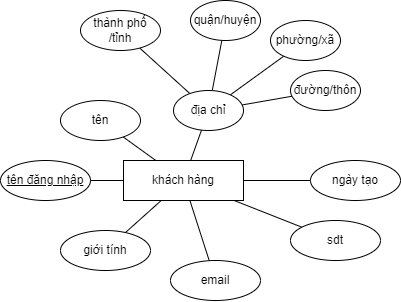 thành phố
/tỉnh
quận/huyện
phường/xã
đường/thôn
địa chỉ
tên
tên đăng nhập
khách hàng
ngày tạo
giới tính
email
sdt